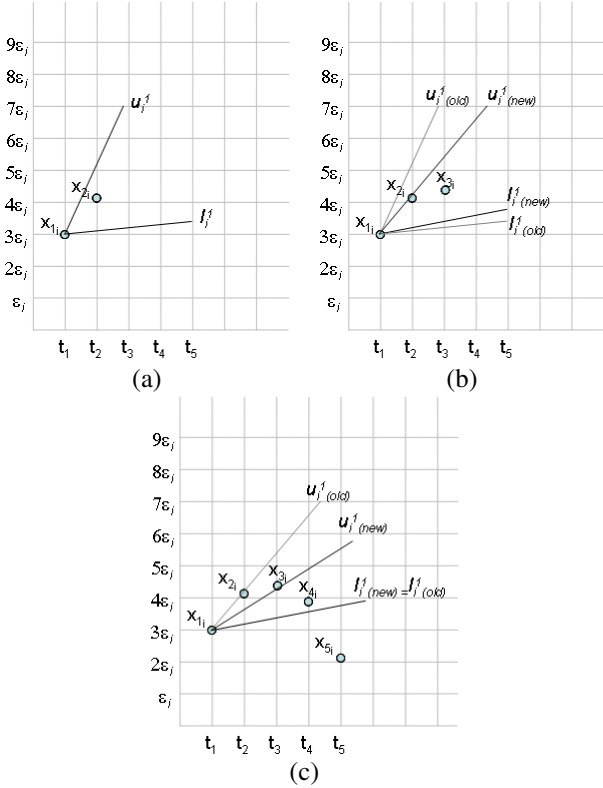 9εᵢ
8εᵢ
7εᵢ
6εᵢ
5εᵢ
4εᵢ
3εᵢ
2εᵢ
εᵢ
uᵢ¹
x₂ᵢ
x₁ᵢ
lᵢ¹
t₁ t₂ t₃ t₄ t₅
(a)
9εᵢ
8εᵢ
7εᵢ
6εᵢ
5εᵢ
4εᵢ
3εᵢ
2εᵢ
εᵢ
uᵢ¹(old) uᵢ¹(new)
x₂ᵢ x₃ᵢ
lᵢ¹(new)
x₁ᵢ
lᵢ¹(old)
t₁ t₂ t₃ t₄ t₅
(b)
9εᵢ
8εᵢ
7εᵢ
6εᵢ
5εᵢ
4εᵢ
3εᵢ
2εᵢ
εᵢ
uᵢ¹(old)
uᵢ¹(new)
x₂ᵢ x₃ᵢ
x₄ᵢ lᵢ¹(new) =lᵢ¹(old)
x₁ᵢ
x₅ᵢ
t₁ t₂ t₃ t₄ t₅
(c)